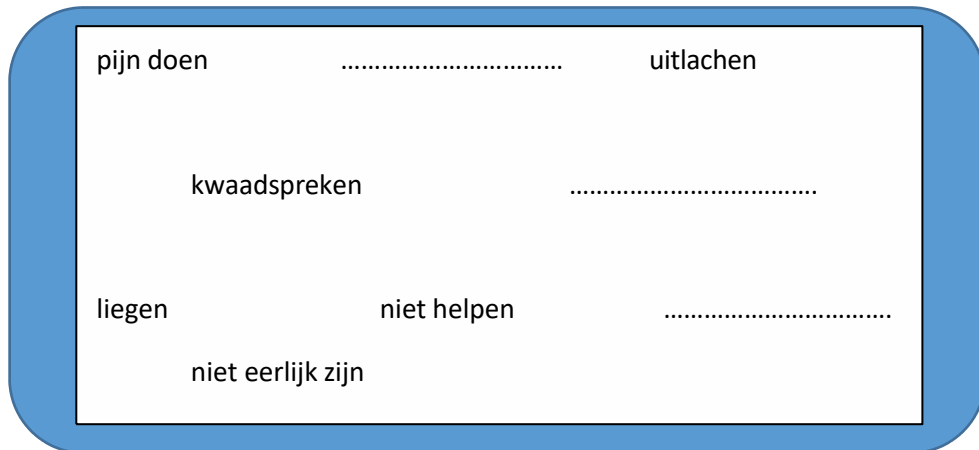 pijn doen …………………………… uitlachen
kwaadspreken ……………………………….
liegen niet helpen …………………………….
niet eerlijk zijn